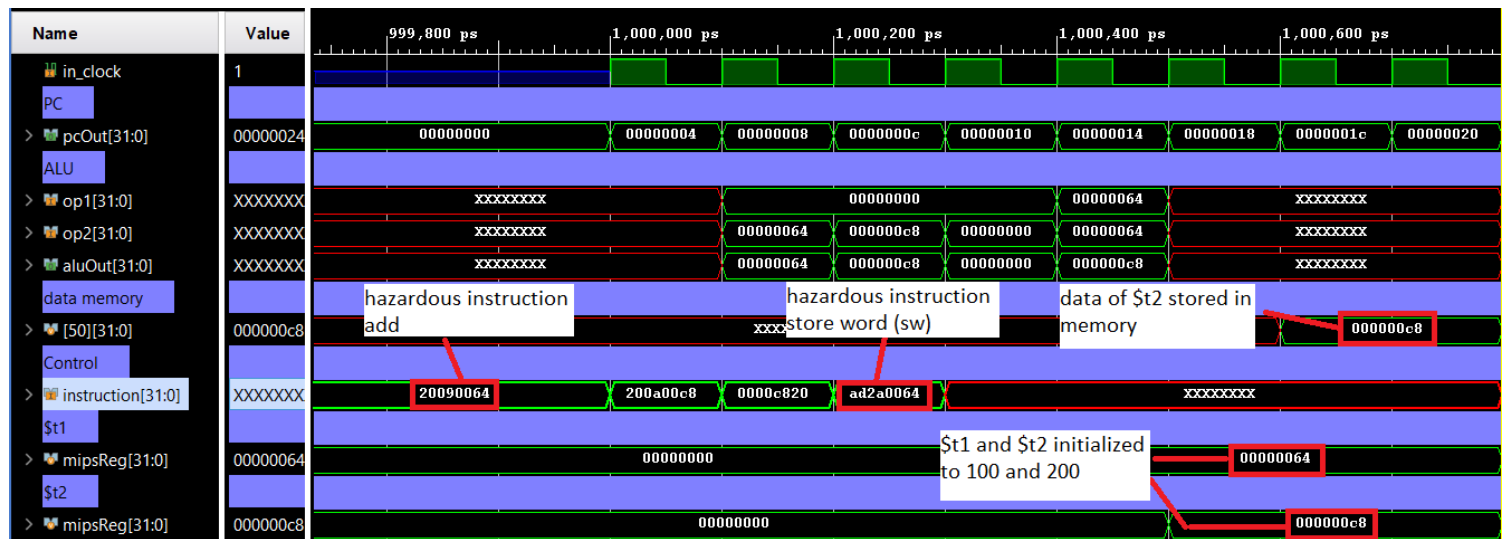 Name Value 999,800 ps 1,000,000 ps 1,000,200 ps 1,000,400 ps 1,000,600 ps
in_clock 1
PC
pcOut[31:0] 00000024 00000000 00000004 00000008 0000000c 00000010 00000014 00000018 0000001c 00000020
ALU
op1[31:0] XXXXXXXX XXXXXXXX 00000000 00000064 XXXXXXXX
op2[31:0] XXXXXXXX XXXXXXXX 00000064 000000c8 00000000 00000064 XXXXXXXX
aluOut[31:0] XXXXXXXX XXXXXXXX 00000064 000000c8 00000000 000000c8 XXXXXXXX
data memory
hazardous instruction
add
hazardous instruction
store word (sw)
data of $t2 stored in
memory
[50][31:0] 000000c8 000000c8
Control
instruction[31:0] XXXXXXXX 20090064 200a00c8 0000c820 ad2a0064 XXXXXXXX
$t1
$t1 and $t2 initialized
to 100 and 200
mipsReg[31:0] 00000064 00000000 00000064
$t2
mipsReg[31:0] 000000c8 00000000 000000c8